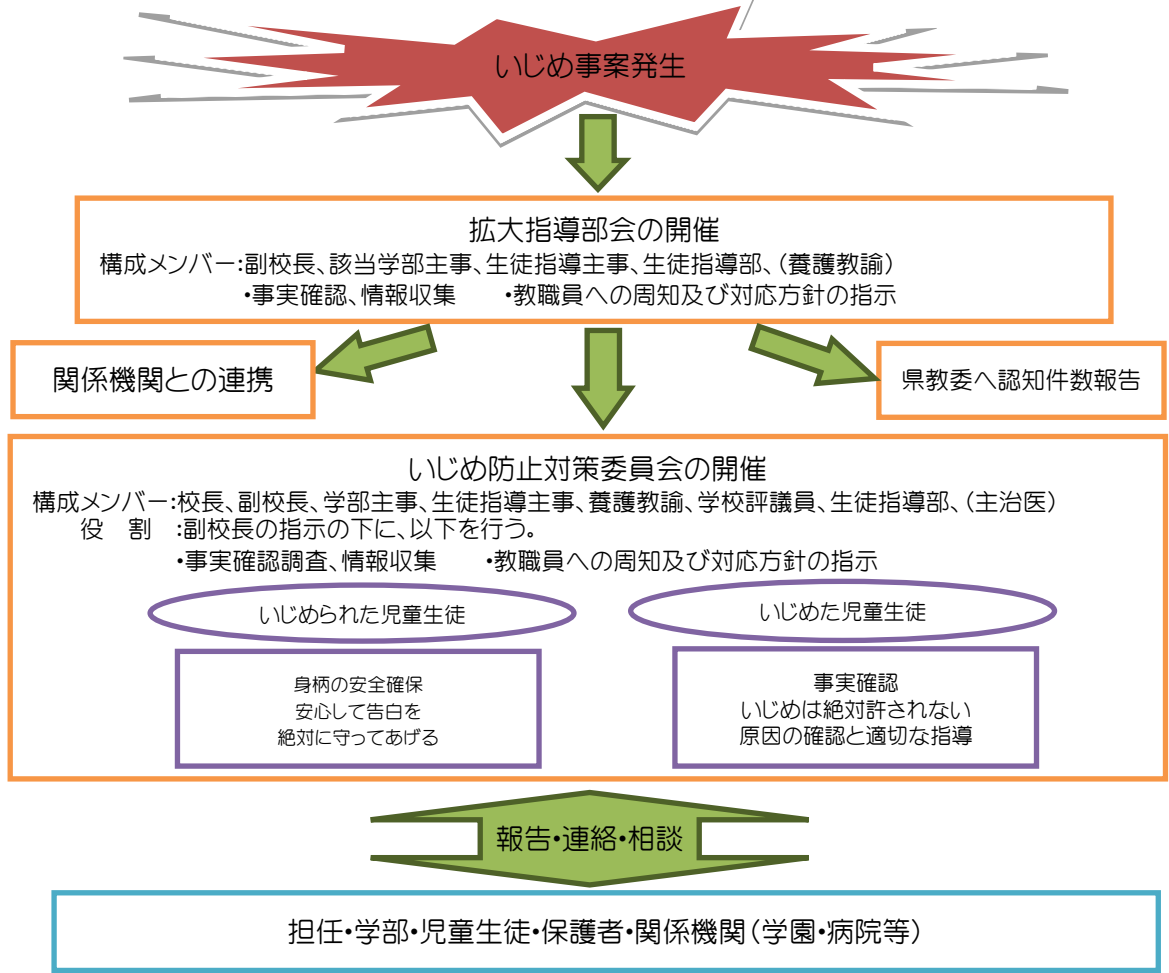 いじめ事案発生
拡大指導部会の開催
構成メンバー:副校長、該当学部主事、生徒指導主事、生徒指導部、(養護教諭)
・事実確認、情報収集　　・教職員への周知及び対応方針の指示
関係機関との連携
県教委へ認知件数報告
いじめ防止対策委員会の開催
構成メンバー:校長、副校長、学部主事、生徒指導主事、養護教諭、学校評議員、生徒指導部、(主治医)
役　割　:副校長の指示の下に、以下を行う。
・事実確認調査、情報収集　　・教職員への周知及び対応方針の指示
いじめられた児童生徒
いじめた児童生徒
身柄の安全確保
安心して告白を
絶対に守ってあげる
事実確認
いじめは絶対許されない
原因の確認と適切な指導
報告・連絡・相談
担任・学部・児童生徒・保護者・関係機関(学園・病院等)